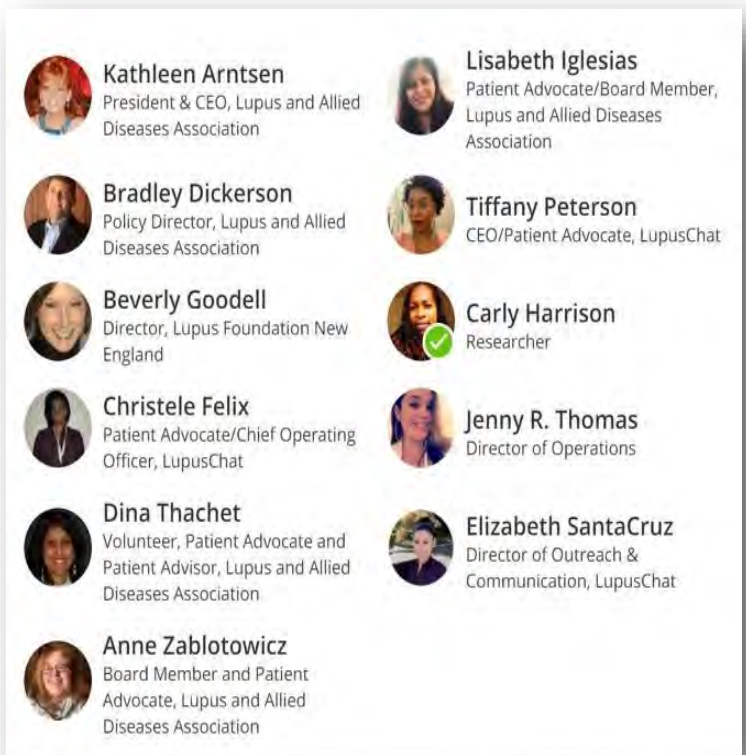 Kathleen Arntsen
President & CEO, Lupus and Allied
Diseases Association
Bradley Dickerson
Policy Director, Lupus and Allied
Diseases Association
Beverly Goodell
Director, Lupus Foundation New
England
Christele Felix
Patient Advocate/Chief Operating
Officer, LupusChat
Dina Thachet
Volunteer, Patient Advocate and
Patient Advisor, Lupus and Allied
Diseases Association
Anne Zablotowicz
Board Member and Patient
Advocate, Lupus and Allied
Diseases Association
Lisabeth Iglesias
Patient Advocate/Board Member,
Lupus and Allied Diseases
Association
Tiffany Peterson
CEO/Patient Advocate, LupusChat
Carly Harrison
Researcher
Jenny R. Thomas
Director of Operations
Elizabeth SantaCruz
Director of Outreach &
Communication, LupusChat